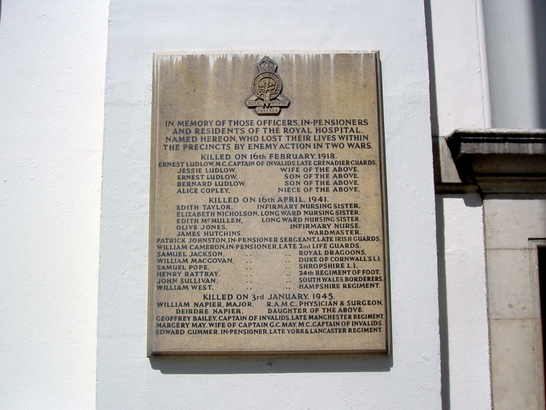 IN MEMORY OF THOSE OFFICERS, IN-PENSIONERS
AND RESIDENTS OF THE ROYAL HOSPITAL,
NAMED HEREON, WHO LOST THEIR LIVES WITHIN
THE PRECINCTS BY ENEMY ACTION IN TWO WARS.
KILLED ON 16th FEBRUARY, 1918.
ERNEST LUDLOW, M.C. CAPTAIN OF INVALIDS, LATE GRENADIER GUARDS.
JESSIE LUDLOW, WIFE OF THE ABOVE.
ERNEST LUDLOW, SON OF THE ABOVE.
BERNARD LUDLOW, SON OF THE ABOVE.
ALICE COPLEY, NIECE OF THE ABOVE.
KILLED ON 16th APRIL, 1941.
EDITH TAYLOR, INFIRMARY NURSING SISTER.
ELIZABETH NICHOLSON, LONG WARD NURSING SISTER.
EDITH McMULLEN, LONG WARD NURSING SISTER.
OLIVE JONES, INFIRMARY NURSE.
JAMES HUTCHINS, WARDMASTER.
PATRICK JOHNSTON, IN-PENSIONER SERGEANT, LATE IRISH GUARDS.
WILLIAM CAMERON, IN-PENSIONER, LATE 2nd LIFE GUARDS.
SAMUEL JACKSON, .. .. ROYAL DRAGOONS.
WILLIAM MACGOVAN, .. .. DUKE OF CORNWALL'S L.I.
SAMUEL POPE, .. .. SHROPSHIRE L.I.
HENRY RATTRAY, .. .. 24th REGIMENT OF FOOT.
JOHN SULLIVAN, .. .. SOUTH WALES BORDERERS.
WILLIAM WEST, .. .. HAMPSHIRE REGIMENT.
KILLED ON 3rd JANUARY, 1945.
WILLIAM NAPIER, MAJOR, R.A.M.C. PHYSICIAN & SURGEON.
DEIRDRE NAPIER, DAUGHTER OF THE ABOVE.
GEOFFREY BAILEY, CAPTAIN OF INVALIDS, LATE MANCHESTER REGIMENT.
MARGERY MAY, WIFE OF CAPTAIN G.C. MAY, M.C. CAPTAIN OF INVALIDS.
EDWARD GUMMER, IN-PENSIONER, LATE YORK & LANCASTER REGIMENT.